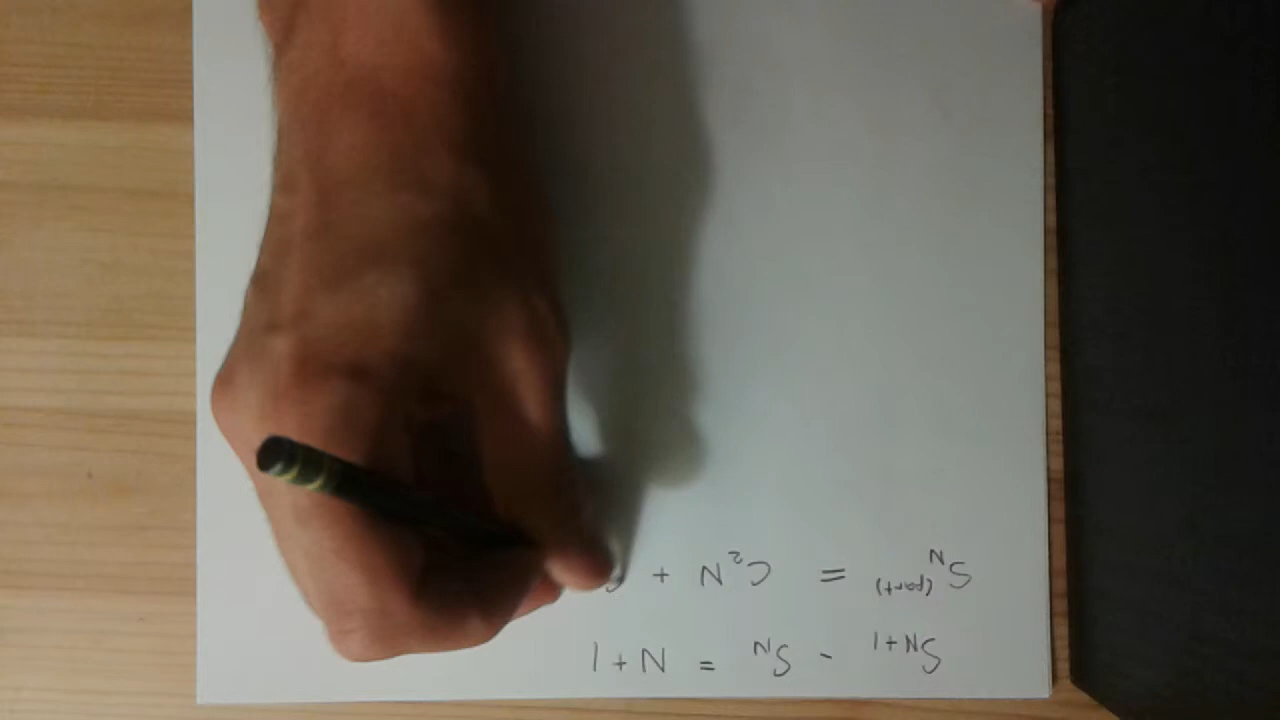 S_{N+1} - S_N = N+1
S_N^{(part)} = C_2 N +